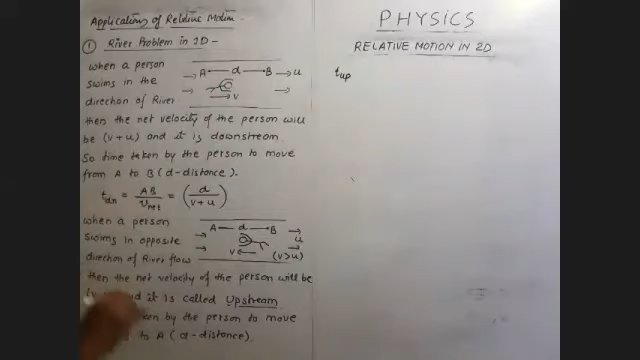 Applications of Relative Motion
① River Problem in 1D -
when a person
swims in the
direction of River
A d B u
v
then the net velocity of the person will
be (v+u) and it is downstream
So time taken by the person to move
from A to B (d-distance).
t_dn = AB / v_net = (d / v+u)
when a person
swims in opposite
direction of River flow
A d B
u
v (v>u)
then the net velocity of the person will be
and it is called Upstream
by the person to move
to A (d-distance).
PHYSICS
RELATIVE MOTION IN 2D
t_up